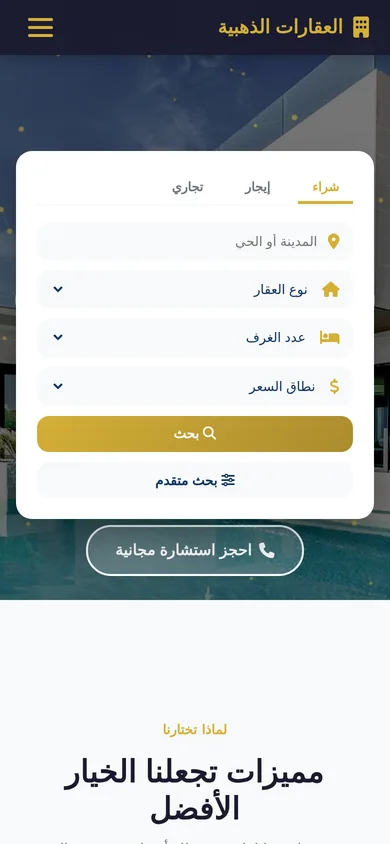 العقارات الذهبية
شراء
إيجار
تجاري
المدينة أو الحي
نوع العقار
عدد الغرف
نطاق السعر
بحث
بحث متقدم
احجز استشارة مجانية
لماذا تختارنا
مميزات تجعلنا الخيار
الأفضل